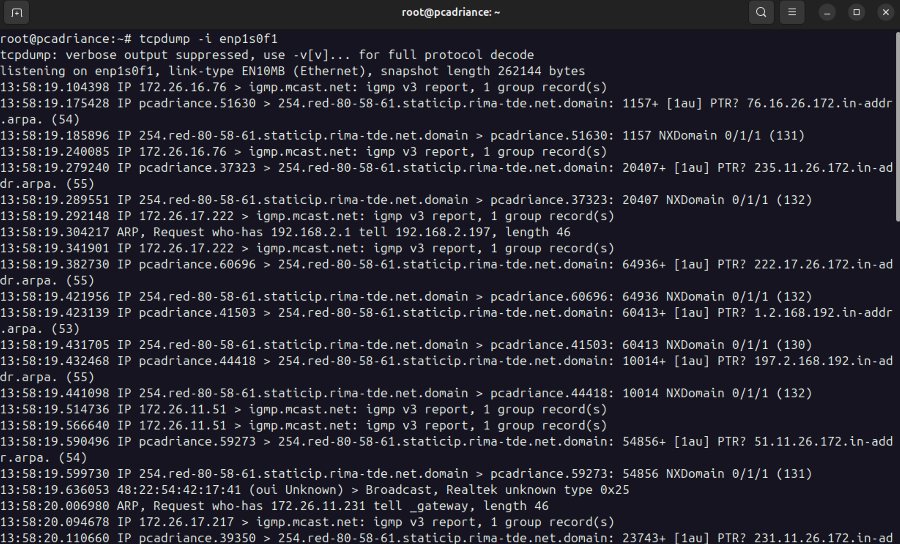 root@pcadriance: ~
root@pcadriance:~# tcpdump -i enp1s0f1
tcpdump: verbose output suppressed, use -v[v]... for full protocol decode
listening on enp1s0f1, link-type EN10MB (Ethernet), snapshot length 262144 bytes
13:58:19.104398 IP 172.26.16.76 > igmp.mcast.net: igmp v3 report, 1 group record(s)
13:58:19.175428 IP pcadriance.51630 > 254.red-80-58-61.staticip.rima-tde.net.domain: 1157+ [1au] PTR? 76.16.26.172.in-addr
.arpa. (54)
13:58:19.185896 IP 254.red-80-58-61.staticip.rima-tde.net.domain > pcadriance.51630: 1157 NXDomain 0/1/1 (131)
13:58:19.240085 IP 172.26.16.76 > igmp.mcast.net: igmp v3 report, 1 group record(s)
13:58:19.279240 IP pcadriance.37323 > 254.red-80-58-61.staticip.rima-tde.net.domain: 20407+ [1au] PTR? 235.11.26.172.in-ad
dr.arpa. (55)
13:58:19.289551 IP 254.red-80-58-61.staticip.rima-tde.net.domain > pcadriance.37323: 20407 NXDomain 0/1/1 (132)
13:58:19.292148 IP 172.26.17.222 > igmp.mcast.net: igmp v3 report, 1 group record(s)
13:58:19.304217 ARP, Request who-has 192.168.2.1 tell 192.168.2.197, length 46
13:58:19.341901 IP 172.26.17.222 > igmp.mcast.net: igmp v3 report, 1 group record(s)
13:58:19.382730 IP pcadriance.60696 > 254.red-80-58-61.staticip.rima-tde.net.domain: 64936+ [1au] PTR? 222.17.26.172.in-ad
dr.arpa. (55)
13:58:19.421956 IP 254.red-80-58-61.staticip.rima-tde.net.domain > pcadriance.60696: 64936 NXDomain 0/1/1 (132)
13:58:19.423139 IP pcadriance.41503 > 254.red-80-58-61.staticip.rima-tde.net.domain: 60413+ [1au] PTR? 1.2.168.192.in-addr
.arpa. (53)
13:58:19.431705 IP 254.red-80-58-61.staticip.rima-tde.net.domain > pcadriance.41503: 60413 NXDomain 0/1/1 (130)
13:58:19.432468 IP pcadriance.44418 > 254.red-80-58-61.staticip.rima-tde.net.domain: 10014+ [1au] PTR? 197.2.168.192.in-ad
dr.arpa. (55)
13:58:19.441098 IP 254.red-80-58-61.staticip.rima-tde.net.domain > pcadriance.44418: 10014 NXDomain 0/1/1 (132)
13:58:19.514736 IP 172.26.11.51 > igmp.mcast.net: igmp v3 report, 1 group record(s)
13:58:19.566640 IP 172.26.11.51 > igmp.mcast.net: igmp v3 report, 1 group record(s)
13:58:19.590496 IP pcadriance.59273 > 254.red-80-58-61.staticip.rima-tde.net.domain: 54856+ [1au] PTR? 51.11.26.172.in-add
r.arpa. (54)
13:58:19.599730 IP 254.red-80-58-61.staticip.rima-tde.net.domain > pcadriance.59273: 54856 NXDomain 0/1/1 (131)
13:58:19.636053 48:22:54:42:17:41 (oui Unknown) > Broadcast, Realtek unknown type 0x25
13:58:20.006980 ARP, Request who-has 172.26.11.231 tell _gateway, length 46
13:58:20.094678 IP 172.26.17.217 > igmp.mcast.net: igmp v3 report, 1 group record(s)
13:58:20.110660 IP pcadriance.39350 > 254.red-80-58-61.staticip.rima-tde.net.domain: 23743+ [1au] PTR? 231.11.26.172.in-ad